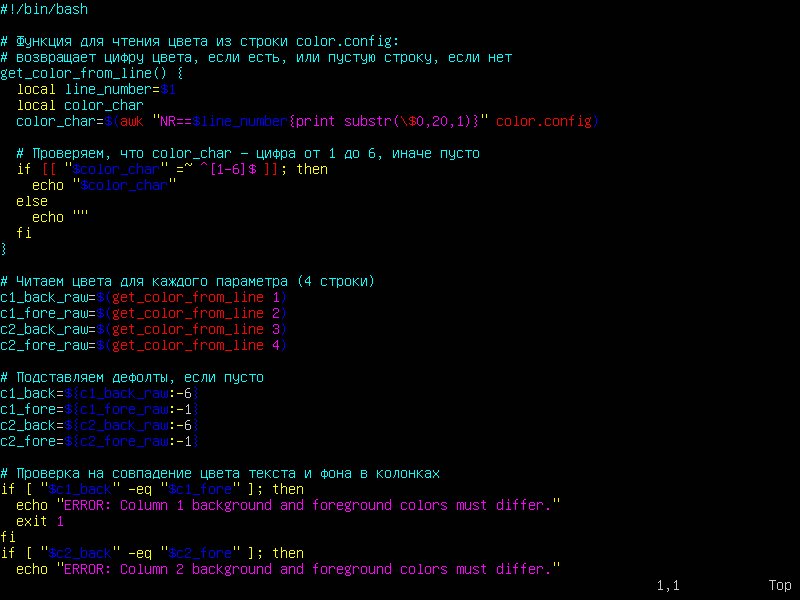 #!/bin/bash

# Функция для чтения цвета из строки color.config:
# возвращает цифру цвета, если есть, или пустую строку, если нет
get_color_from_line() {
  local line_number=$1
  local color_char
  color_char=$(awk "NR==$line_number{print substr(\$0,20,1)}" color.config)

  # Проверяем, что color_char – цифра от 1 до 6, иначе пусто
  if [[ "$color_char" =~ ^[1-6]$ ]]; then
    echo "$color_char"
  else
    echo ""
  fi
}

# Читаем цвета для каждого параметра (4 строки)
c1_back_raw=$(get_color_from_line 1)
c1_fore_raw=$(get_color_from_line 2)
c2_back_raw=$(get_color_from_line 3)
c2_fore_raw=$(get_color_from_line 4)

# Подставляем дефолты, если пусто
c1_back=${c1_back_raw:-6}
c1_fore=${c1_fore_raw:-1}
c2_back=${c2_back_raw:-6}
c2_fore=${c2_fore_raw:-1}

# Проверка на совпадение цвета текста и фона в колонках
if [ "$c1_back" -eq "$c1_fore" ]; then
  echo "ERROR: Column 1 background and foreground colors must differ."
  exit 1
fi
if [ "$c2_back" -eq "$c2_fore" ]; then
  echo "ERROR: Column 2 background and foreground colors must differ."
1,1 Top